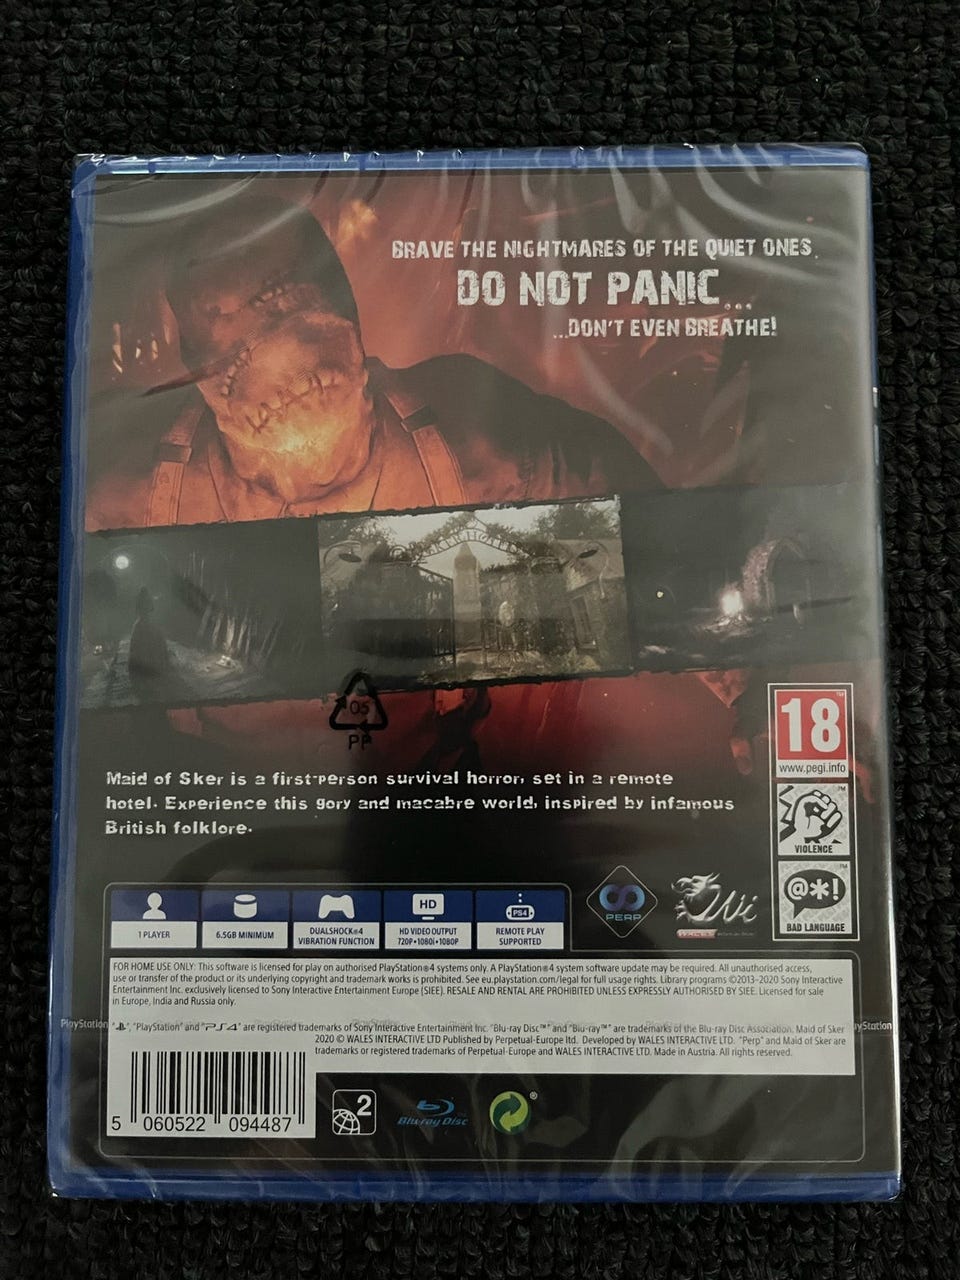 BRAVE THE NIGHTMARES OF THE QUIET ONES.
DO NOT PANIC...
...DON'T EVEN BREATHE!
05
PP
18
www.pegi.info
VIOLENCE
@*!
BAD LANGUAGE
Maid of Sker is a first-person survival horror, set in a remote
hotel. Experience this gory and macabre world, inspired by infamous
British folklore.
1 PLAYER
6.5GB MINIMUM
DUALSHOCK®4
VIBRATION FUNCTION
HD
HD VIDEO OUTPUT
720P•1080i•1080P
PS4
REMOTE PLAY
SUPPORTED
PERP
Wi
WALES
FOR HOME USE ONLY: This software is licensed for play on authorised PlayStation®4 systems only. A PlayStation®4 system software update may be required. All unauthorised access,
use or transfer of the product or its underlying copyright and trademark works is prohibited. See eu.playstation.com/legal for full usage rights. Library programs ©2013-2020 Sony Interactive
Entertainment Inc. exclusively licensed to Sony Interactive Entertainment Europe (SIEE). RESALE AND RENTAL ARE PROHIBITED UNLESS EXPRESSLY AUTHORISED BY SIEE. Licensed for sale
in Europe, India and Russia only.
PlayStation
"PlayStation" and "PS4" are registered trademarks of Sony Interactive Entertainment Inc. "Blu-ray Disc™" and "Blu-ray™" are trademarks of the Blu-ray Disc Association. Maid of Sker
2020 © WALES INTERACTIVE LTD Published by Perpetual-Europe ltd. Developed by WALES INTERACTIVE LTD. "Perp" and Maid of Sker are
trademarks or registered trademarks of Perpetual-Europe and WALES INTERACTIVE LTD. Made in Austria. All rights reserved.
PlayStation
5 060522 094487
2
Blu-ray Disc